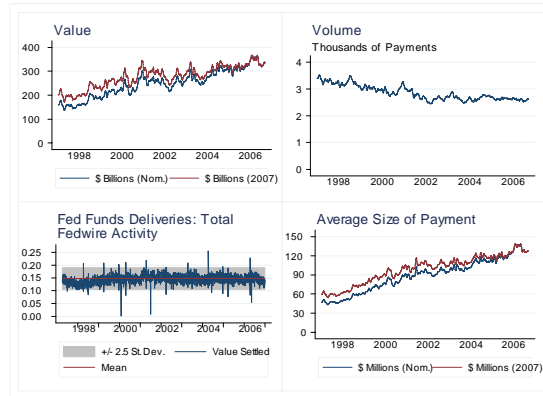 Value
400
300
200
100
0
1998 2000 2002 2004 2006
$ Billions (Nom.) $ Billions (2007)
Volume
Thousands of Payments
4
3
2
1
0
1998 2000 2002 2004 2006
Fed Funds Deliveries: Total
Fedwire Activity
0.25
0.20
0.15
0.10
0.05
0.00
1998 2000 2002 2004 2006
+/- 2.5 St.Dev. Value Settled
Mean
Average Size of Payment
150
120
90
60
30
0
1998 2000 2002 2004 2006
$ Millions (Nom.) $ Millions (2007)